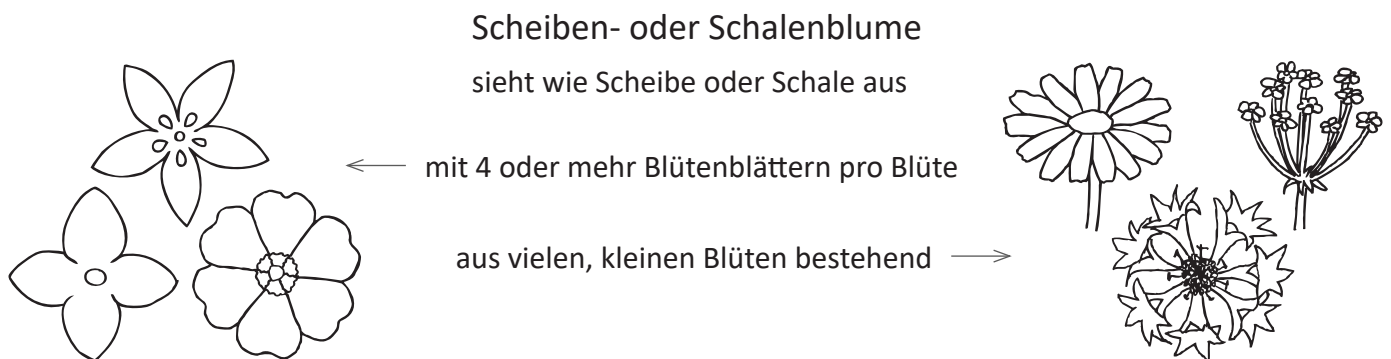 Scheiben- oder Schalenblume
sieht wie Scheibe oder Schale aus
mit 4 oder mehr Blütenblättern pro Blüte
aus vielen, kleinen Blüten bestehend